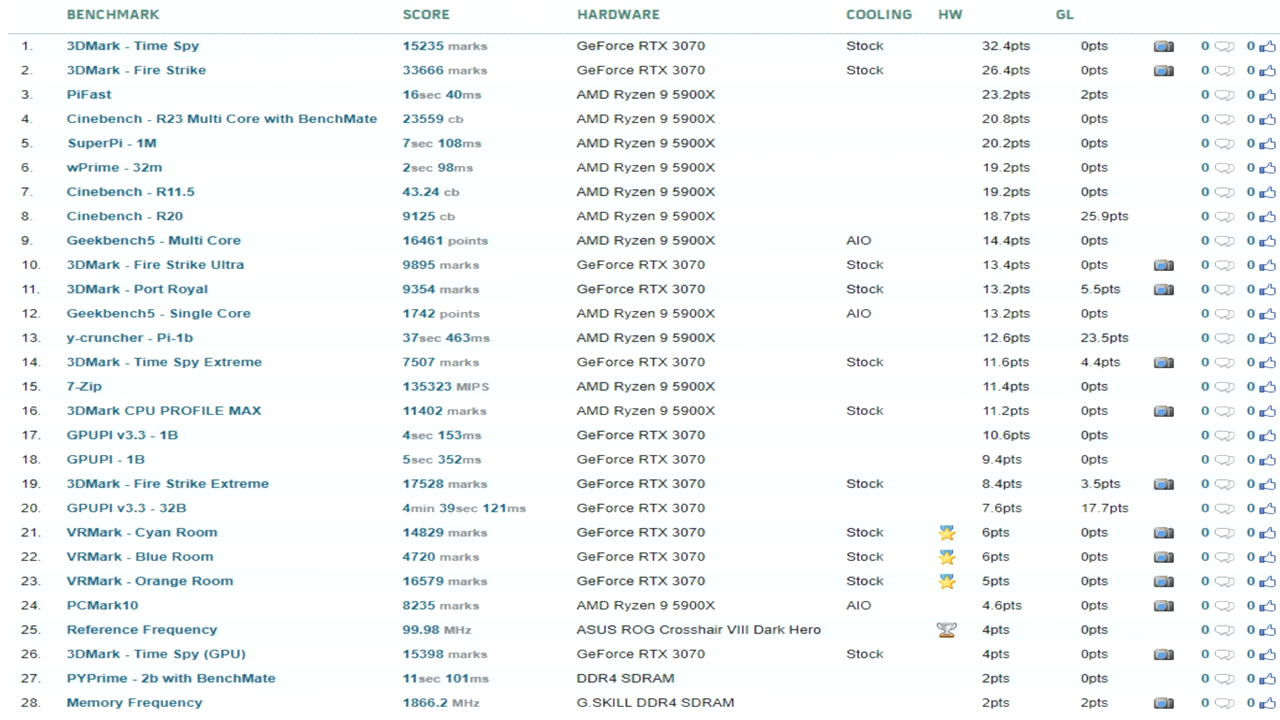 BENCHMARK SCORE HARDWARE COOLING HW GL
1. 3DMark - Time Spy 15235 marks GeForce RTX 3070 Stock 32.4pts 0pts 0 0
2. 3DMark - Fire Strike 33666 marks GeForce RTX 3070 Stock 26.4pts 0pts 0 0
3. PiFast 16sec 40ms AMD Ryzen 9 5900X 23.2pts 2pts 0 0
4. Cinebench - R23 Multi Core with BenchMate 23559 cb AMD Ryzen 9 5900X 20.8pts 0pts 0 0
5. SuperPi - 1M 7sec 108ms AMD Ryzen 9 5900X 20.2pts 0pts 0 0
6. wPrime - 32m 2sec 98ms AMD Ryzen 9 5900X 19.2pts 0pts 0 0
7. Cinebench - R11.5 43.24 cb AMD Ryzen 9 5900X 19.2pts 0pts 0 0
8. Cinebench - R20 9125 cb AMD Ryzen 9 5900X 18.7pts 25.9pts 0 0
9. Geekbench5 - Multi Core 16461 points AMD Ryzen 9 5900X AIO 14.4pts 0pts 0 0
10. 3DMark - Fire Strike Ultra 9895 marks GeForce RTX 3070 Stock 13.4pts 0pts 0 0
11. 3DMark - Port Royal 9354 marks GeForce RTX 3070 Stock 13.2pts 5.5pts 0 0
12. Geekbench5 - Single Core 1742 points AMD Ryzen 9 5900X AIO 13.2pts 0pts 0 0
13. y-cruncher - Pi-1b 37sec 463ms AMD Ryzen 9 5900X 12.6pts 23.5pts 0 0
14. 3DMark - Time Spy Extreme 7507 marks GeForce RTX 3070 Stock 11.6pts 4.4pts 0 0
15. 7-Zip 135323 MIPS AMD Ryzen 9 5900X 11.4pts 0pts 0 0
16. 3DMark CPU PROFILE MAX 11402 marks AMD Ryzen 9 5900X Stock 11.2pts 0pts 0 0
17. GPUPI v3.3 - 1B 4sec 153ms GeForce RTX 3070 10.6pts 0pts 0 0
18. GPUPI - 1B 5sec 352ms GeForce RTX 3070 9.4pts 0pts 0 0
19. 3DMark - Fire Strike Extreme 17528 marks GeForce RTX 3070 Stock 8.4pts 3.5pts 0 0
20. GPUPI v3.3 - 32B 4min 39sec 121ms GeForce RTX 3070 7.6pts 17.7pts 0 0
21. VRMark - Cyan Room 14829 marks GeForce RTX 3070 Stock 6pts 0pts 0 0
22. VRMark - Blue Room 4720 marks GeForce RTX 3070 Stock 6pts 0pts 0 0
23. VRMark - Orange Room 16579 marks GeForce RTX 3070 Stock 5pts 0pts 0 0
24. PCMark10 8235 marks AMD Ryzen 9 5900X AIO 4.6pts 0pts 0 0
25. Reference Frequency 99.98 MHz ASUS ROG Crosshair VIII Dark Hero 4pts 0pts 0 0
26. 3DMark - Time Spy (GPU) 15398 marks GeForce RTX 3070 Stock 4pts 0pts 0 0
27. PYPrime - 2b with BenchMate 11sec 101ms DDR4 SDRAM 2pts 0pts 0 0
28. Memory Frequency 1866.2 MHz G.SKILL DDR4 SDRAM 2pts 2pts 0 0